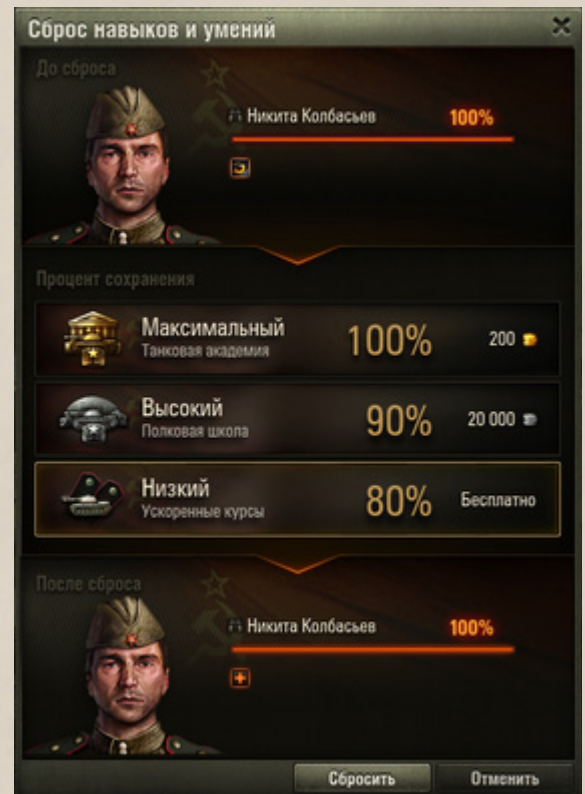 Сброс навыков и умений
До сброса
Никита Колбасьев 100%
Процент сохранения
Максимальный 100% 200
Танковая академия
Высокий 90% 20 000
Полковая школа
Низкий 80% Бесплатно
Ускоренные курсы
После сброса
Никита Колбасьев 100%
Сбросить Отменить